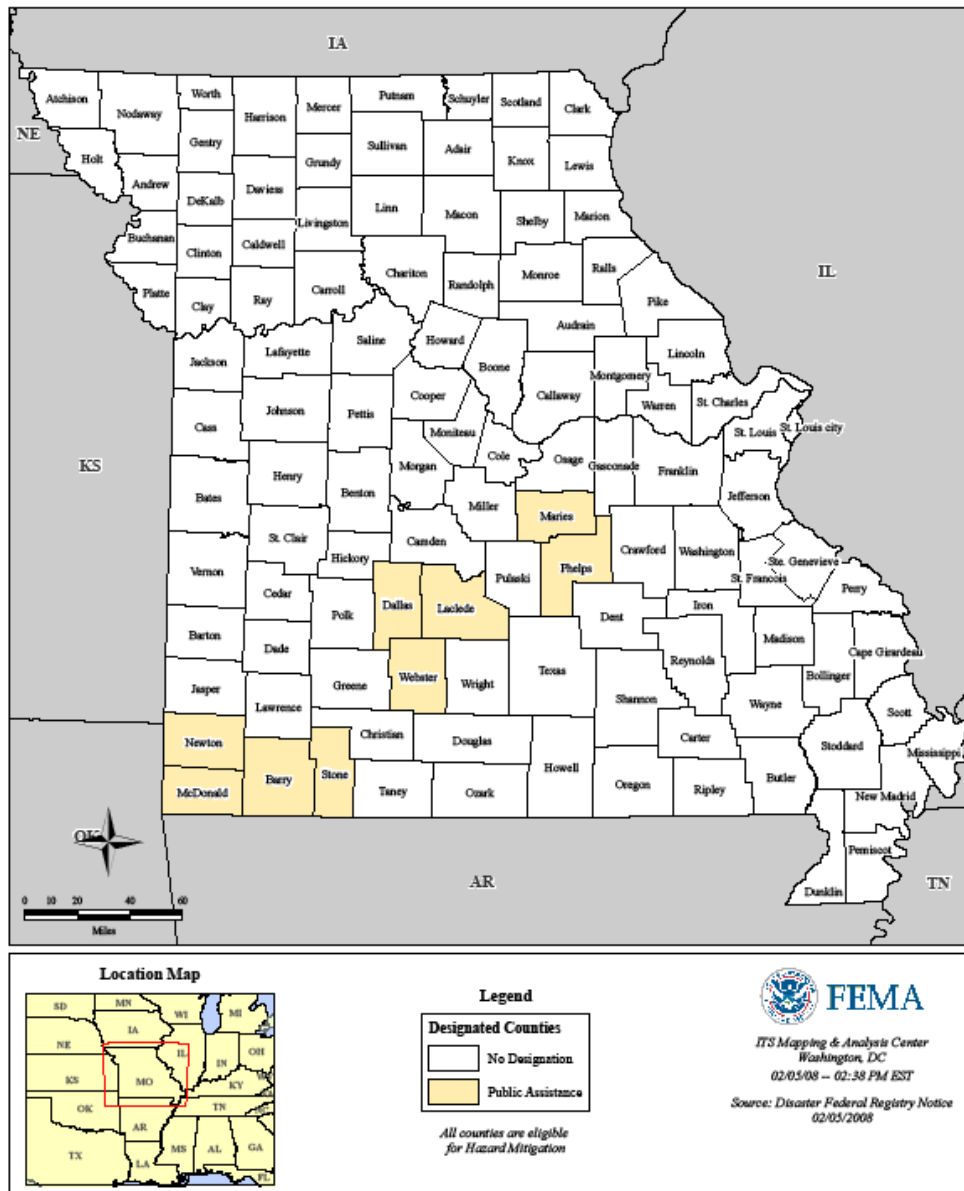 IA
Atchison
Nodaway
Worth
Harrison
Mercer
Putnam
Schuyler
Scotland
Clark
NE
Holt
Gentry
Sullivan
Adair
Knox
Lewis
Andrew
DeKalb
Daviess
Grundy
Livingston
Linn
Macon
Shelby
Marion
Buchanan
Clinton
Caldwell
Chariton
Randolph
Monroe
Ralls
IL
Platte
Clay
Ray
Carroll
Pike
Audrain
Jackson
Lafayette
Saline
Howard
Boone
Callaway
Montgomery
Lincoln
Warren
St. Charles
Cass
Johnson
Pettis
Cooper
Moniteau
Cole
Osage
Gasconade
Franklin
St. Louis
St. Louis city
KS
Bates
Henry
Benton
Morgan
Miller
Maries
Jefferson
Vernon
St. Clair
Hickory
Camden
Pulaski
Phelps
Crawford
Washington
Ste. Genevieve
St. Francois
Perry
Cedar
Polk
Dallas
Laclede
Dent
Iron
Madison
Cape Girardeau
Bollinger
Barton
Dade
Greene
Webster
Wright
Texas
Shannon
Reynolds
Wayne
Jasper
Lawrence
Christian
Douglas
Howell
Carter
Stoddard
Scott
Mississippi
Newton
McDonald
Barry
Stone
Taney
Ozark
Oregon
Ripley
Butler
New Madrid
Pemiscot
Dunklin
OK
AR
TN
0 20 40 60
Miles
Location Map
SD
MN
WI
MI
IA
NE
IL
IN
OH
KS
MO
KY
OK
TN
AR
TX
LA
MS
AL
GA
FL
Legend
Designated Counties
No Designation
Public Assistance
All counties are eligible
for Hazard Mitigation
FEMA
ITS Mapping & Analysis Center
Washington, DC
02/05/08 -- 02:38 PM EST
Source: Disaster Federal Registry Notice
02/05/2008